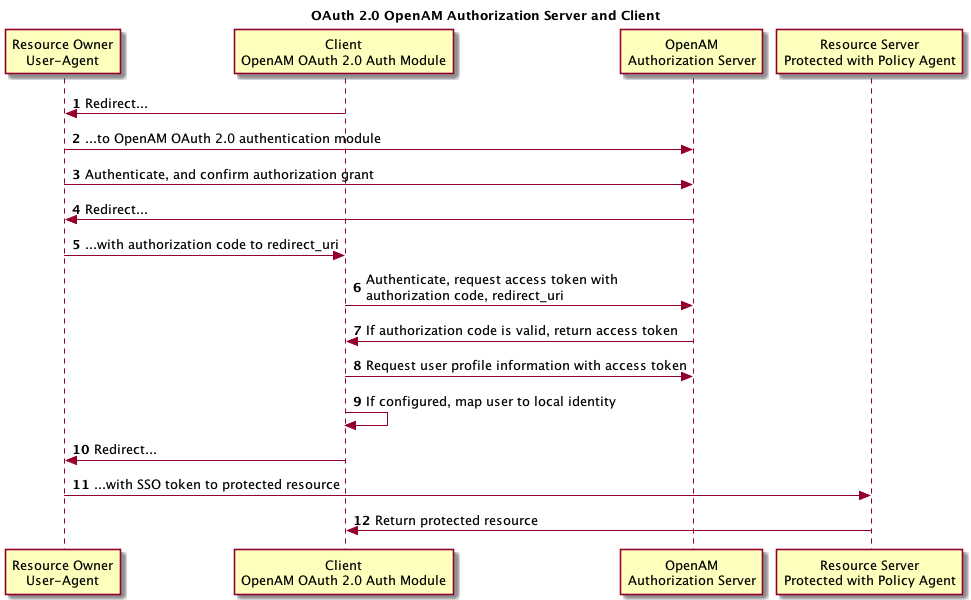 OAuth 2.0 OpenAM Authorization Server and Client
Resource Owner
User-Agent
Client
OpenAM OAuth 2.0 Auth Module
OpenAM
Authorization Server
Resource Server
Protected with Policy Agent
1 Redirect...
2 ...to OpenAM OAuth 2.0 authentication module
3 Authenticate, and confirm authorization grant
4 Redirect...
5 ...with authorization code to redirect_uri
6 Authenticate, request access token with
authorization code, redirect_uri
7 If authorization code is valid, return access token
8 Request user profile information with access token
9 If configured, map user to local identity
10 Redirect...
11 ...with SSO token to protected resource
12 Return protected resource
Resource Owner
User-Agent
Client
OpenAM OAuth 2.0 Auth Module
OpenAM
Authorization Server
Resource Server
Protected with Policy Agent